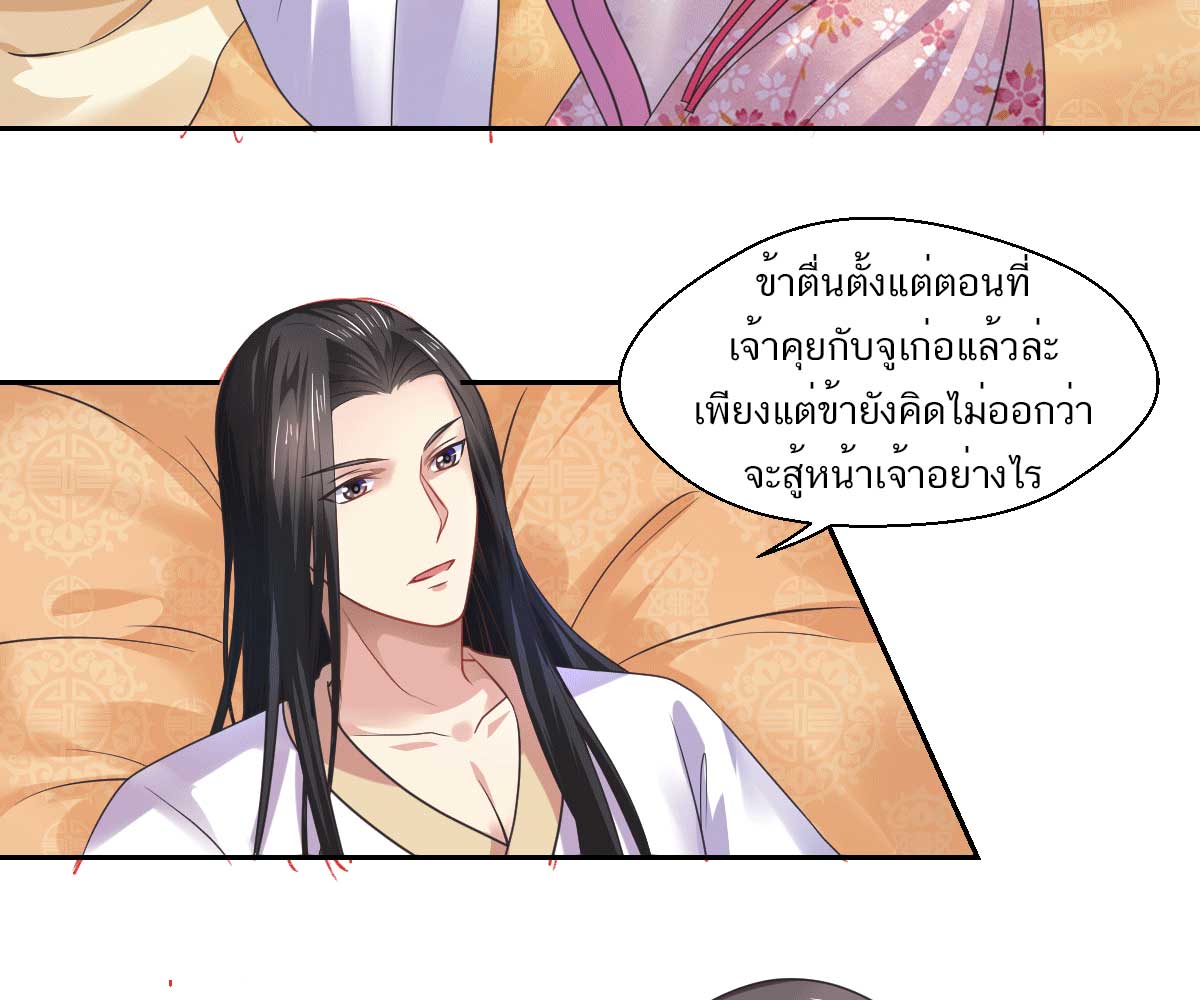 ข้าตื่นตั้งแต่ตอนที่
เจ้าคุยกับจูเก่อแล้วล่ะ
เพียงแต่ข้ายังคิดไม่ออกว่า
จะสู้หน้าเจ้าอย่างไร